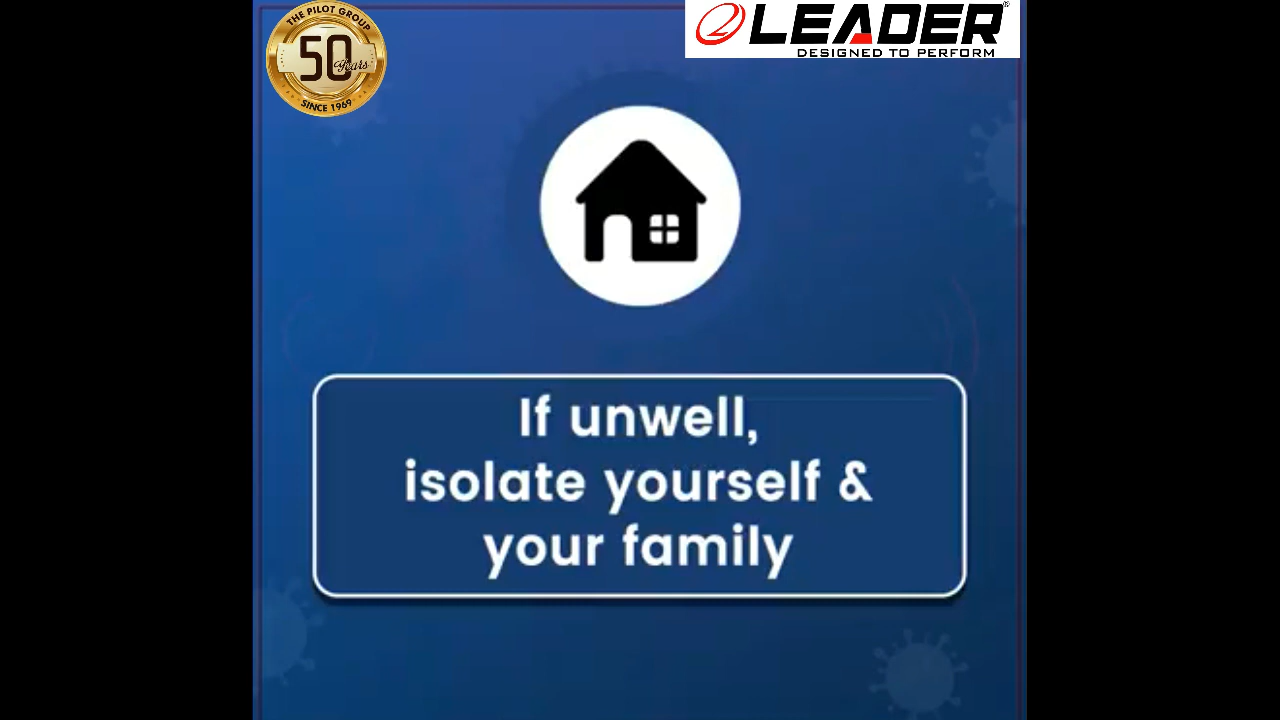 THE PILOT GROUP
50 Years
SINCE 1969
LEADER®
DESIGNED TO PERFORM
If unwell,
isolate yourself &
your family